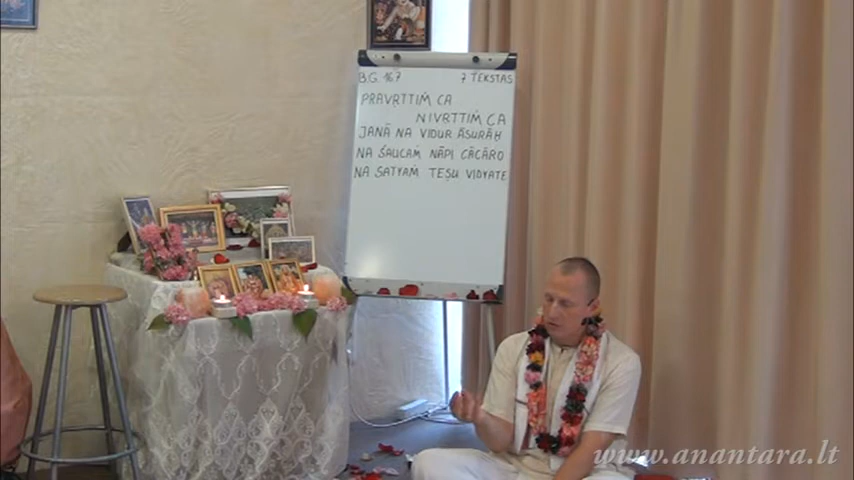 B.G. 16.7 7 TEKSTAS
PRAVṚTTIṀ CA
NIVṚTTIṀ CA
JANĀ NA VIDUR ĀSURĀḤ
NA ŚAUCAṀ NĀPI CĀCĀRO
NA SATYAṀ TEṢU VIDYATE
www.anantara.lt